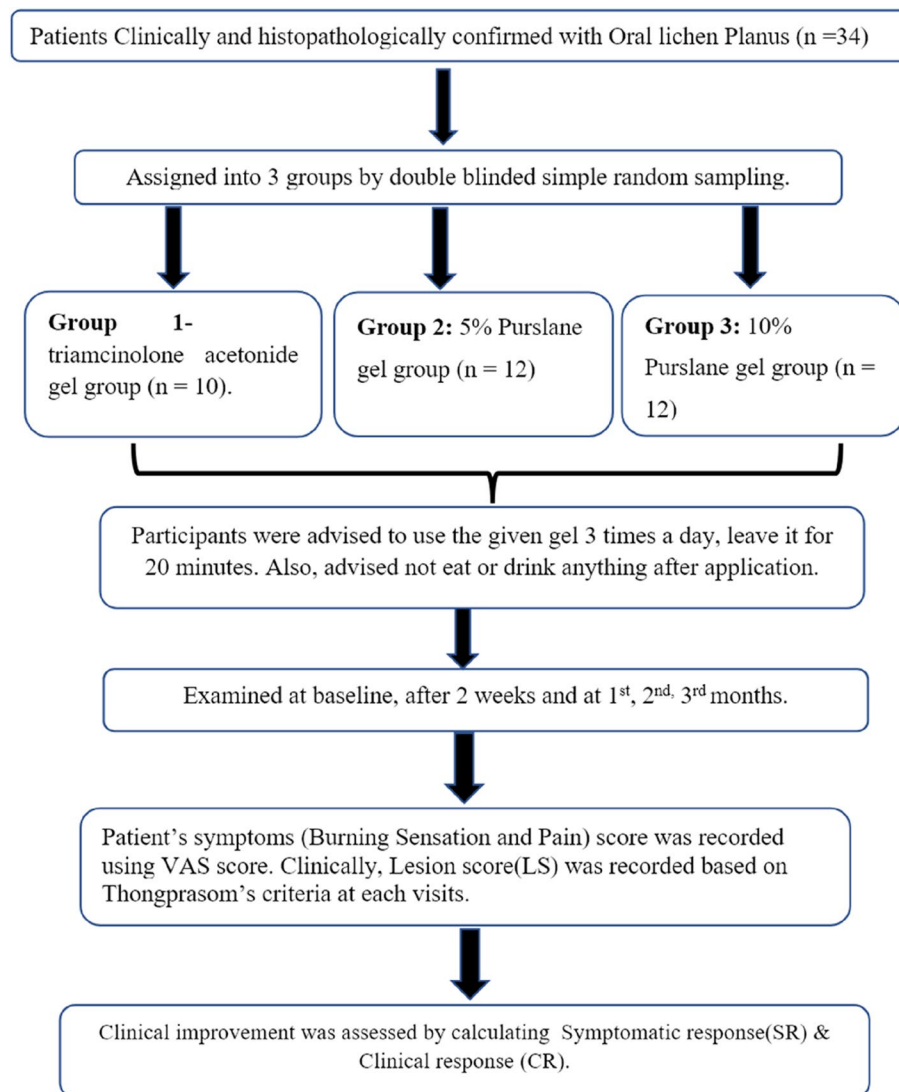 Patients Clinically and histopathologically confirmed with Oral lichen Planus (n =34)
Assigned into 3 groups by double blinded simple random sampling.
Group 1-
triamcinolone acetonide
gel group (n = 10).
Group 2: 5% Purslane
gel group (n = 12)
Group 3: 10%
Purslane gel group (n =
12)
Participants were advised to use the given gel 3 times a day, leave it for
20 minutes. Also, advised not eat or drink anything after application.
Examined at baseline, after 2 weeks and at 1st, 2nd, 3rd months.
Patient’s symptoms (Burning Sensation and Pain) score was recorded
using VAS score. Clinically, Lesion score(LS) was recorded based on
Thongprasom’s criteria at each visits.
Clinical improvement was assessed by calculating Symptomatic response(SR) &
Clinical response (CR).